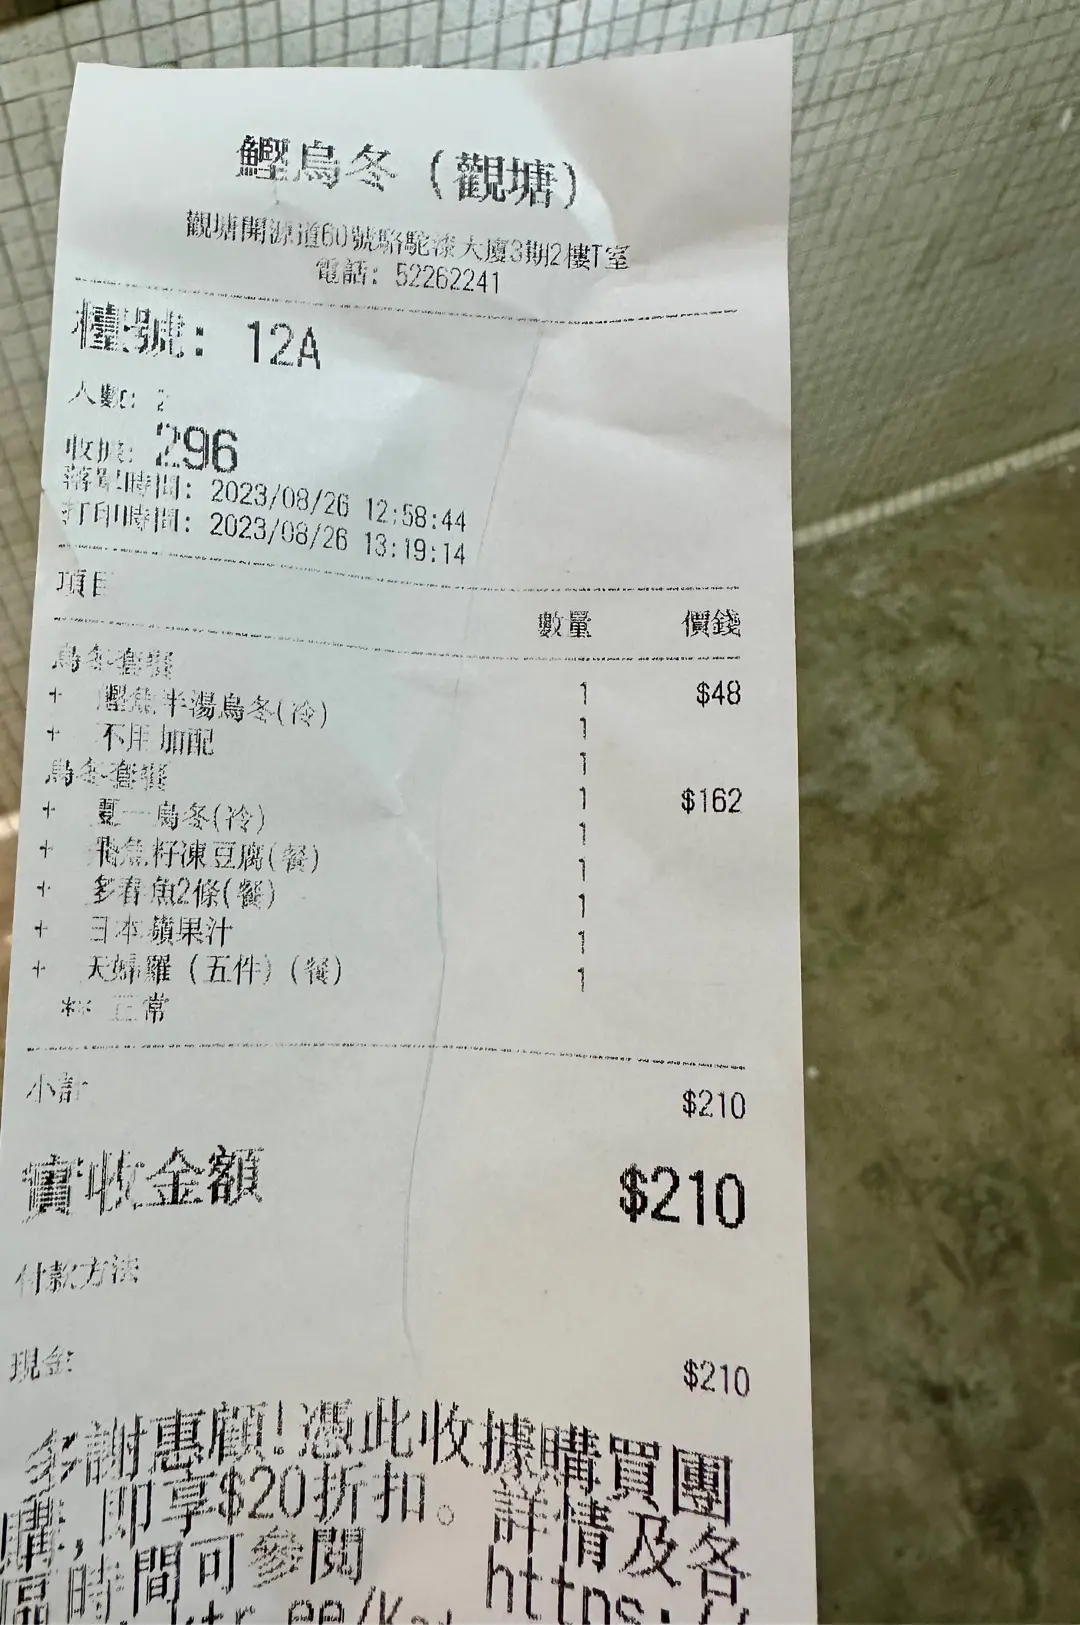 鰹烏冬（觀塘）
觀塘開源道60號駱駝漆大廈3期2樓T室
電話: 52262241
檯號: 12A
人數: 2
收據: 296
落單時間: 2023/08/26 12:58:44
打印時間: 2023/08/26 13:19:14
項目 數量 價錢
烏冬套餐 1 $48
+ 鰹魚半湯烏冬(冷) 1
+ 不用加配 1
烏冬套餐 1 $162
+ 夏一烏冬(冷) 1
+ 飛魚籽凍豆腐(餐) 1
+ 多春魚2條(餐) 1
+ 日本蘋果汁 1
+ 天婦羅（五件）(餐) 1
** 正常
小計 $210
實收金額 $210
付款方法
現金 $210
多謝惠顧!憑此收據購買團
購,即享$20折扣。詳情及各
區時間可參閱 https://